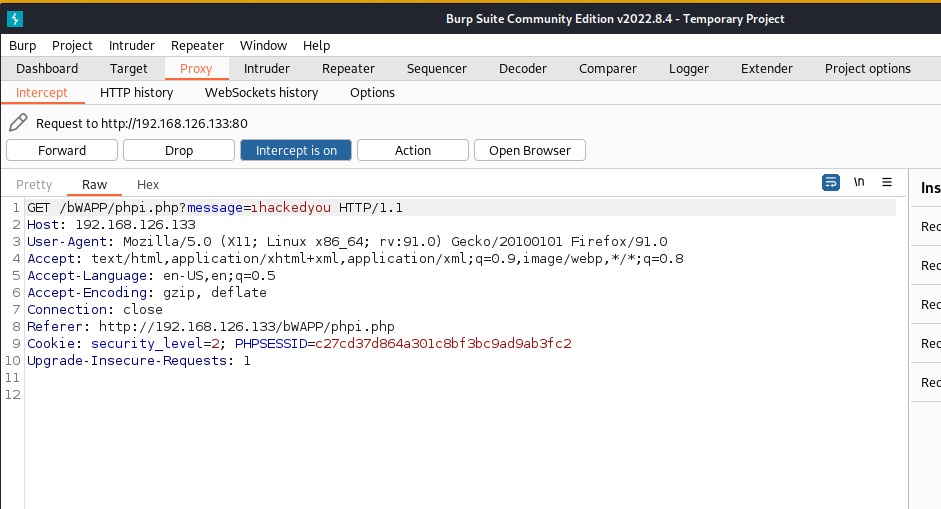 Burp Suite Community Edition v2022.8.4 - Temporary Project
Burp Project Intruder Repeater Window Help
Dashboard Target Proxy Intruder Repeater Sequencer Decoder Comparer Logger Extender Project options
Intercept HTTP history WebSockets history Options
Request to http://192.168.126.133:80
Forward Drop Intercept is on Action Open Browser
Pretty Raw Hex \n Ins
1 GET /bWAPP/phpi.php?message=ihackedyou HTTP/1.1
2 Host: 192.168.126.133
3 User-Agent: Mozilla/5.0 (X11; Linux x86_64; rv:91.0) Gecko/20100101 Firefox/91.0
4 Accept: text/html,application/xhtml+xml,application/xml;q=0.9,image/webp,*/*;q=0.8
5 Accept-Language: en-US,en;q=0.5
6 Accept-Encoding: gzip, deflate
7 Connection: close
8 Referer: http://192.168.126.133/bWAPP/phpi.php
9 Cookie: security_level=2; PHPSESSID=c27cd37d864a301c8bf3bc9ad9ab3fc2
10 Upgrade-Insecure-Requests: 1
11
12
Rec
Rec
Rec
Rec
Rec